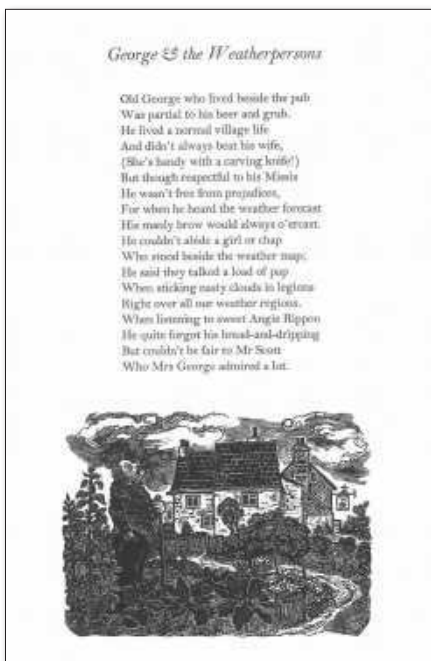 George & the Weatherpersons
Old George who lived beside the pub
Was partial to his beer and grub.
He lived a normal village life
And didn't always beat his wife,
(She's handy with a carving knife!)
But though respectful to his Missis
He wasn't free from prejudices,
For when he heard the weather forecast
His manly brow would always o'ercast.
He couldn't abide a girl or chap
Who stood beside the weather map;
He said they talked a load of pap
When sticking nasty clouds in legions
Right over all our weather regions.
When listening to sweet Angie Rippon
He quite forgot his bread-and-dripping
But couldn't be fair to Mr Scott
Who Mrs George admired a lot.